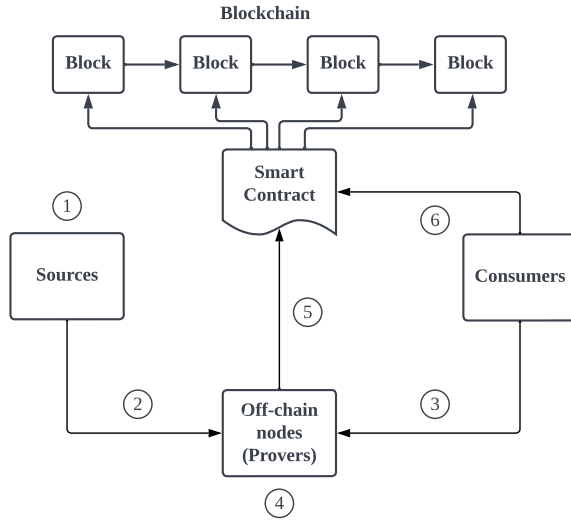 Blockchain
Block
Block
Block
Block
Smart
Contract
1
6
Sources
Consumers
5
2
3
Off-chain
nodes
(Provers)
4